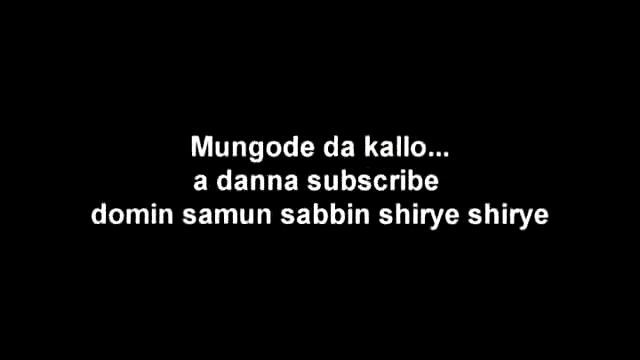 Mungode da kallo...
a danna subscribe
domin samun sabbin shirye shirye